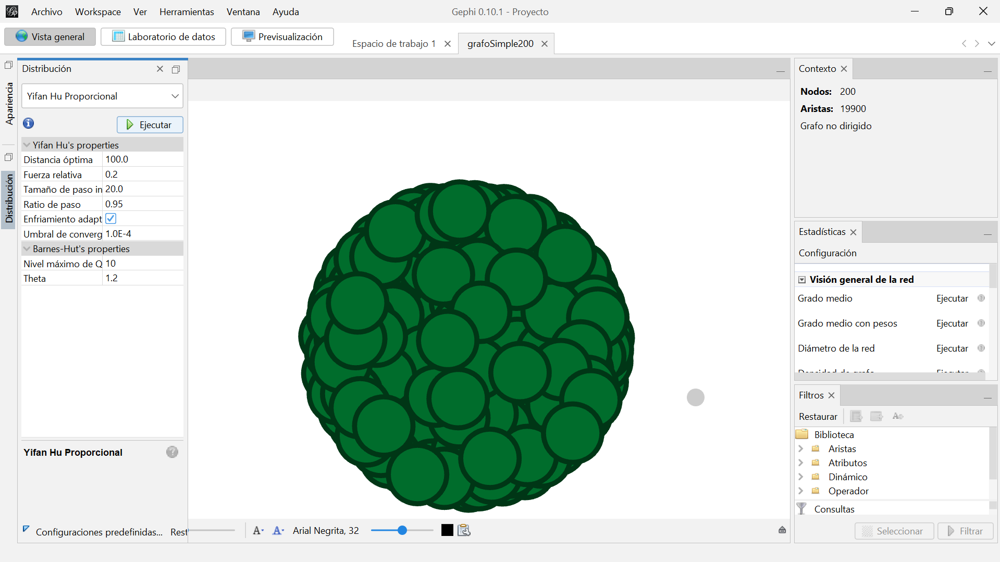 Archivo Workspace Ver Herramientas Ventana Ayuda
Gephi 0.10.1 - Proyecto
Vista general
Laboratorio de datos
Previsualización
Espacio de trabajo 1
grafoSimple200
Apariencia
Distribución
Distribución
Yifan Hu Proporcional
Ejecutar
Yifan Hu's properties
Distancia óptima 100.0
Fuerza relativa 0.2
Tamaño de paso in 20.0
Ratio de paso 0.95
Enfriamiento adapt
Umbral de converg 1.0E-4
Barnes-Hut's properties
Nivel máximo de Q 10
Theta 1.2
Yifan Hu Proporcional
Configuraciones predefinidas... Rest
Arial Negrita, 32
Contexto
Nodos: 200
Aristas: 19900
Grafo no dirigido
Estadísticas
Configuración
Visión general de la red
Grado medio Ejecutar
Grado medio con pesos Ejecutar
Diámetro de la red Ejecutar
Filtros
Restaurar
Biblioteca
Aristas
Atributos
Dinámico
Operador
Consultas
Seleccionar
Filtrar